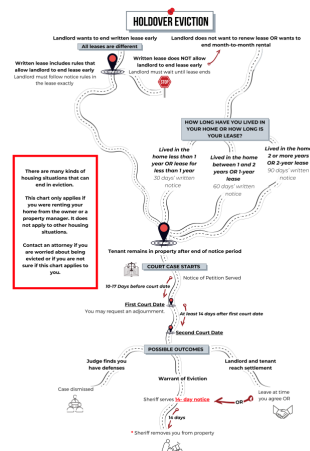 HOLDOVER EVICTION
Landlord wants to end written lease early
All leases are different
Landlord does not want to renew lease OR wants to
end month-to-month rental
Written lease includes rules that
allow landlord to end lease early
Landlord must follow notice rules in
the lease exactly
Written lease does NOT allow
landlord to end lease early
Landlord must wait until lease ends
STOP
HOW LONG HAVE YOU LIVED IN
YOUR HOME OR HOW LONG IS
YOUR LEASE?
Lived in the
home less than 1
year OR lease for
less than 1 year
30 days' written
notice
Lived in the home
between 1 and 2
years OR 1-year
lease
60 days' written
notice
Lived in the home
2 or more years
OR 2-year lease
90 days' written
notice
There are many kinds of
housing situations that can
end in eviction.
This chart only applies if
you were renting your
home from the owner or a
property manager. It does
not apply to other housing
situations.
Contact an attorney if you
are worried about being
evicted or if you are not
sure if this chart applies to
you.
Tenant remains in property after end of notice period
COURT CASE STARTS
Notice of Petition Served
10-17 Days before court date
First Court Date
You may request an adjournment
At least 14 days after first court date
Second Court Date
POSSIBLE OUTCOMES
Judge finds you
have defenses
Case dismissed
Warrant of Eviction
Sheriff serves 14- day notice
OR
14 days
* Sheriff removes you from property
Landlord and tenant
reach settlement
Leave at time
you agree OR